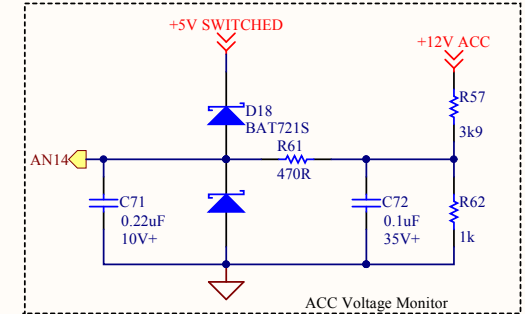 +5V SWITCHED
+12V ACC
D18
BAT721S
R57
3k9
R61
470R
AN14
C71
0.22uF
10V+
C72
0.1uF
35V+
R62
1k
ACC Voltage Monitor